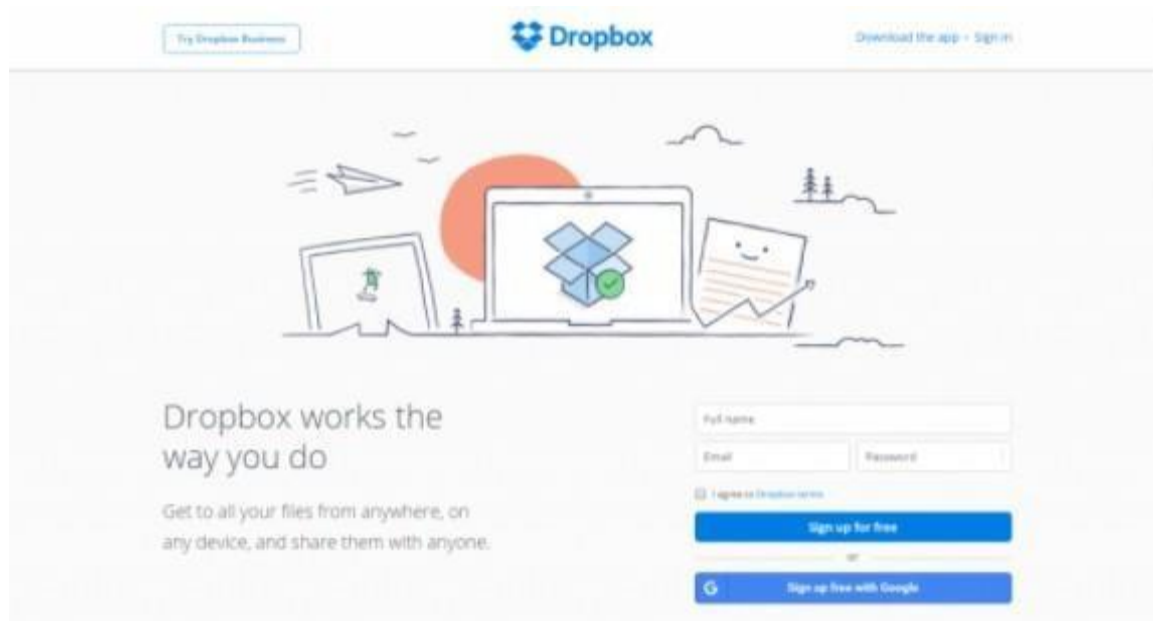 Try Dropbox Business
Dropbox
Download the app · Sign in
Dropbox works the
way you do
Get to all your files from anywhere, on
any device, and share them with anyone.
Full name
Email
Password
I agree to Dropbox terms
Sign up for free
or
G
Sign up free with Google